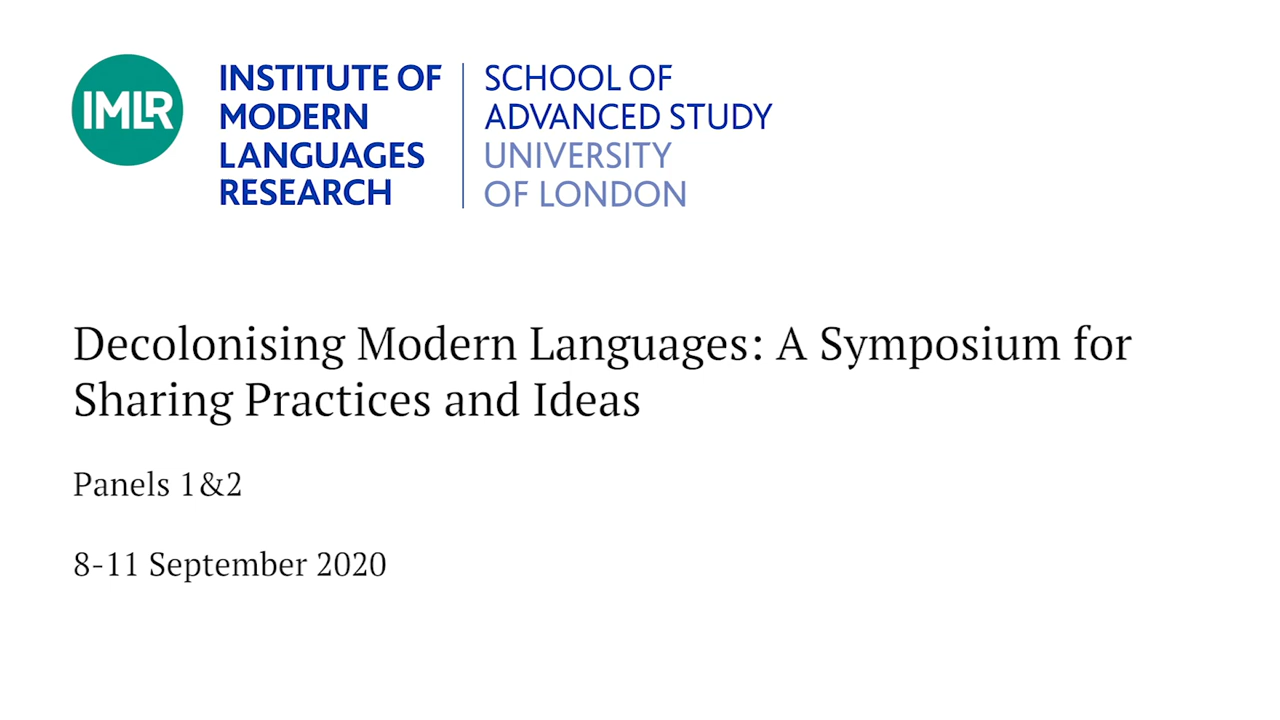 IMLR
INSTITUTE OF
MODERN
LANGUAGES
RESEARCH
SCHOOL OF
ADVANCED STUDY
UNIVERSITY
OF LONDON
Decolonising Modern Languages: A Symposium for
Sharing Practices and Ideas
Panels 1&2
8-11 September 2020